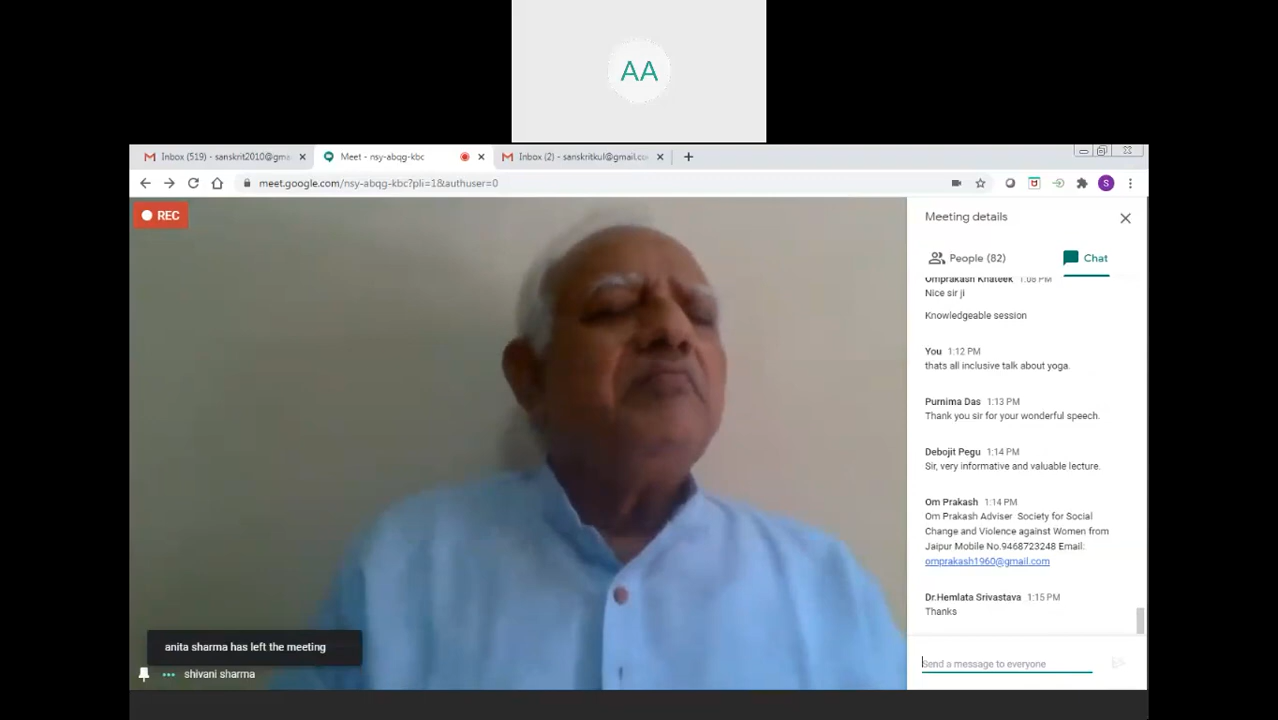 AA
Inbox (519) - sanskrit2010@gma
Meet - nsy-abqg-kbc
Inbox (2) - sanskritkul@gmail.co
meet.google.com/nsy-abqg-kbc?pli=1&authuser=0
S
REC
Meeting details
People (82)
Chat
Omprakash Khateek 1:08 PM
Nice sir ji
Knowledgeable session
You 1:12 PM
thats all inclusive talk about yoga.
Purnima Das 1:13 PM
Thank you sir for your wonderful speech.
Debojit Pegu 1:14 PM
Sir, very informative and valuable lecture.
Om Prakash 1:14 PM
Om Prakash Adviser Society for Social
Change and Violence against Women from
Jaipur Mobile No.9468723248 Email:
omprakash1960@gmail.com
Dr.Hemlata Srivastava 1:15 PM
Thanks
Send a message to everyone
anita sharma has left the meeting
shivani sharma